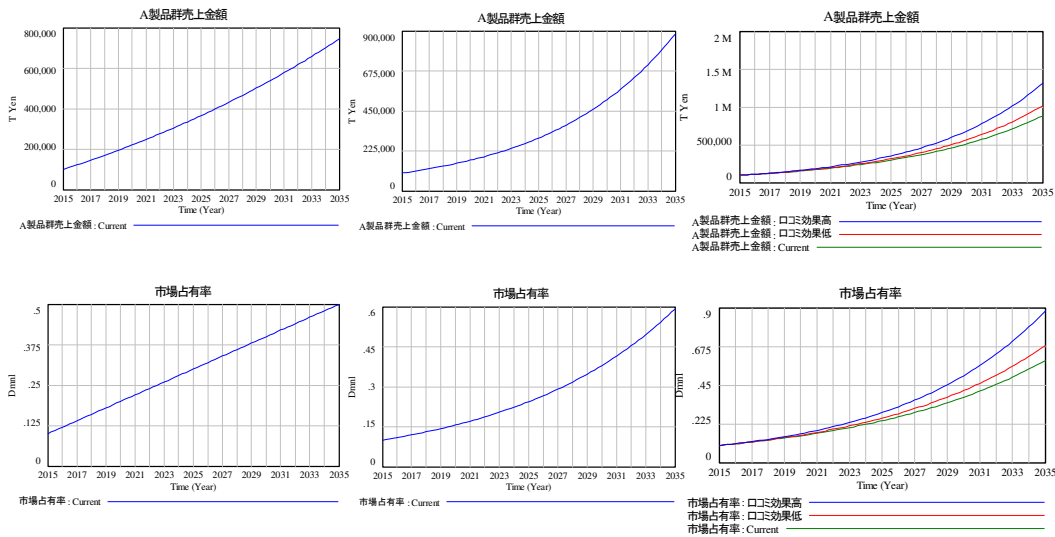 A製品群売上金額
800,000
600,000
400,000
200,000
0
T Yen
2015 2017 2019 2021 2023 2025 2027 2029 2031 2033 2035
Time (Year)
A製品群売上金額 : Current
A製品群売上金額
900,000
675,000
450,000
225,000
0
T Yen
2015 2017 2019 2021 2023 2025 2027 2029 2031 2033 2035
Time (Year)
A製品群売上金額 : Current
A製品群売上金額
2 M
1.5 M
1 M
500,000
0
T Yen
2015 2017 2019 2021 2023 2025 2027 2029 2031 2033 2035
Time (Year)
A製品群売上金額 : 口コミ効果高
A製品群売上金額 : 口コミ効果低
A製品群売上金額 : Current
市場占有率
.5
.375
.25
.125
0
Dmnl
2015 2017 2019 2021 2023 2025 2027 2029 2031 2033 2035
Time (Year)
市場占有率 : Current
市場占有率
.6
.45
.3
.15
0
Dmnl
2015 2017 2019 2021 2023 2025 2027 2029 2031 2033 2035
Time (Year)
市場占有率 : Current
市場占有率
.9
.675
.45
.225
0
Dmnl
2015 2017 2019 2021 2023 2025 2027 2029 2031 2033 2035
Time (Year)
市場占有率 : 口コミ効果高
市場占有率 : 口コミ効果低
市場占有率 : Current